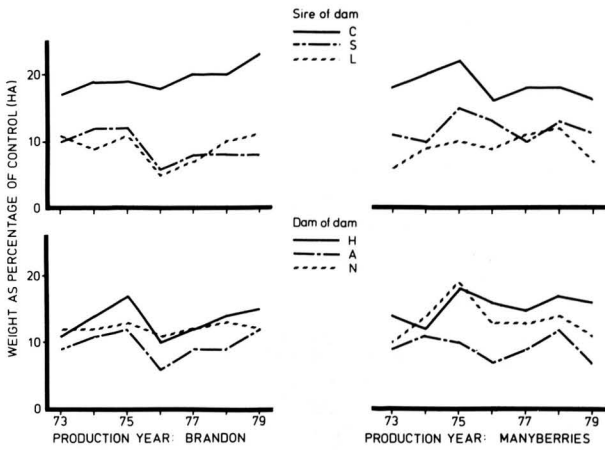 Sire of dam
C
S
L
WEIGHT AS PERCENTAGE OF CONTROL (HA)
20
10
0
Dam of dam
H
A
N
20
10
0
73 75 77 79
73 75 77 79
PRODUCTION YEAR: BRANDON
PRODUCTION YEAR: MANYBERRIES